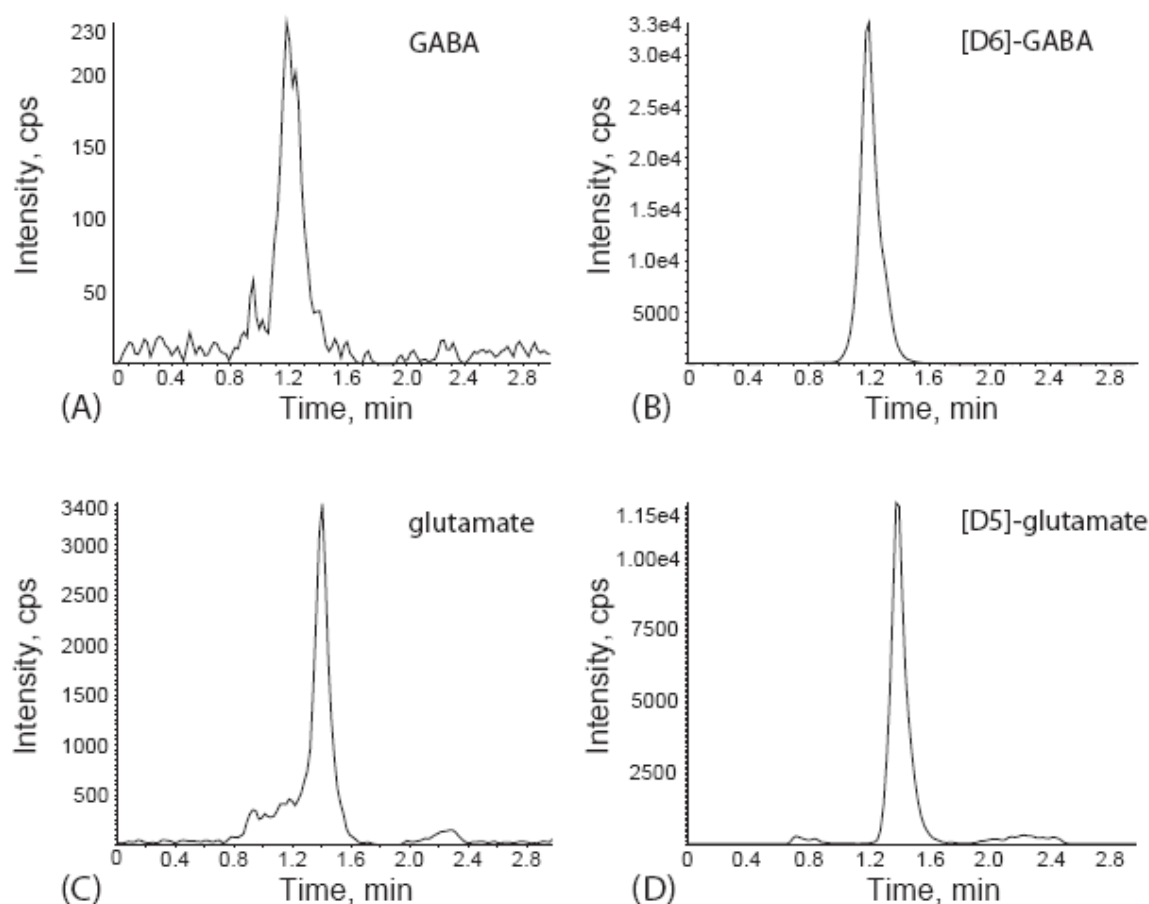 GABA
Intensity, cps
230
200
150
100
50
0 0.4 0.8 1.2 1.6 2.0 2.4 2.8
(A) Time, min
[D6]-GABA
Intensity, cps
3.3e4
3.0e4
2.5e4
3.0e4
1.5e4
1.0e4
5000
0 0.4 0.8 1.2 1.6 2.0 2.4 2.8
(B) Time, min
glutamate
Intensity, cps
3400
3000
2500
2000
1500
1000
500
0 0.4 0.8 1.2 1.6 2.0 2.4 2.8
(C) Time, min
[D5]-glutamate
Intensity, cps
1.15e4
1.00e4
7500
5000
2500
0 0.4 0.8 1.2 1.6 2.0 2.4 2.8
(D) Time, min